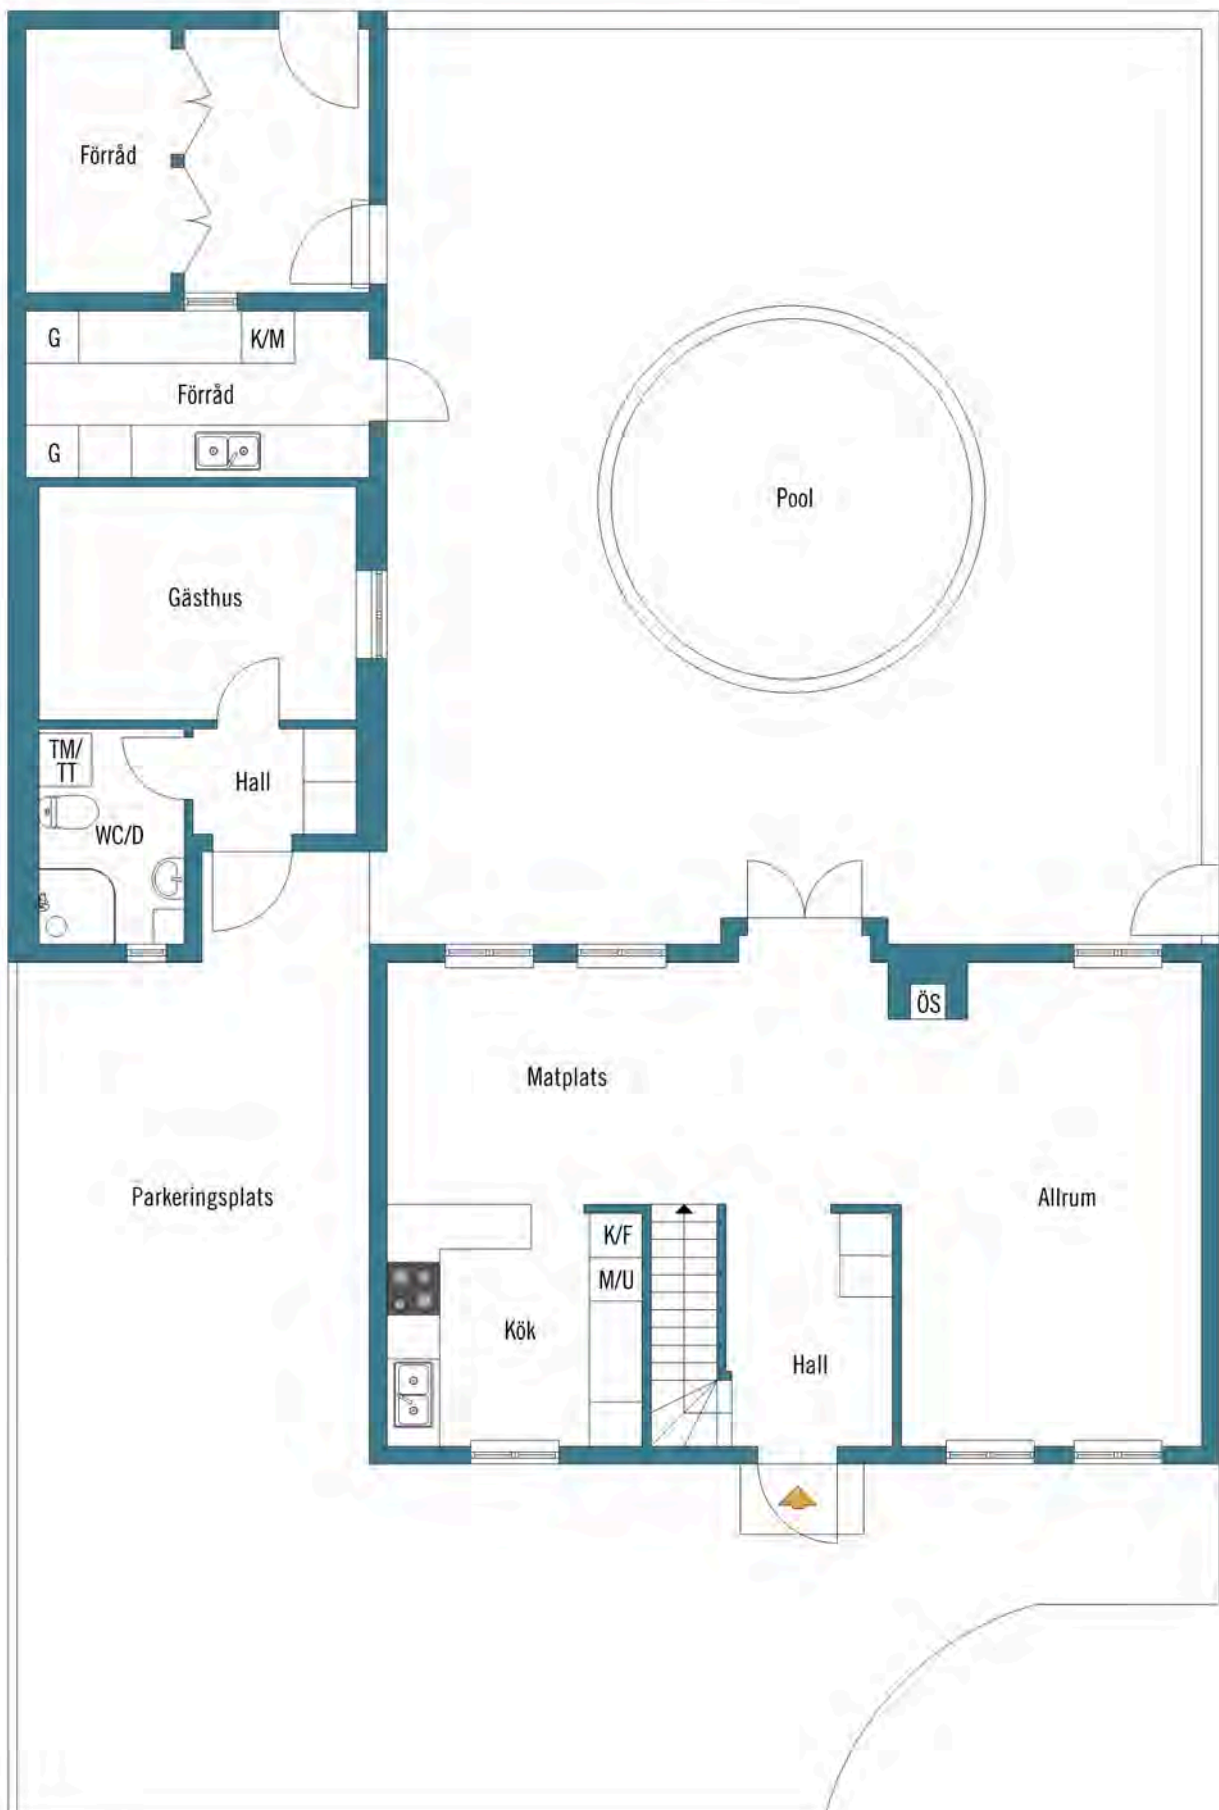 Förråd
G
K/M
Förråd
G
Pool
Gästhus
TM/
TT
Hall
WC/D
ÖS
Matplats
Parkeringsplats
Allrum
K/F
M/U
Kök
Hall